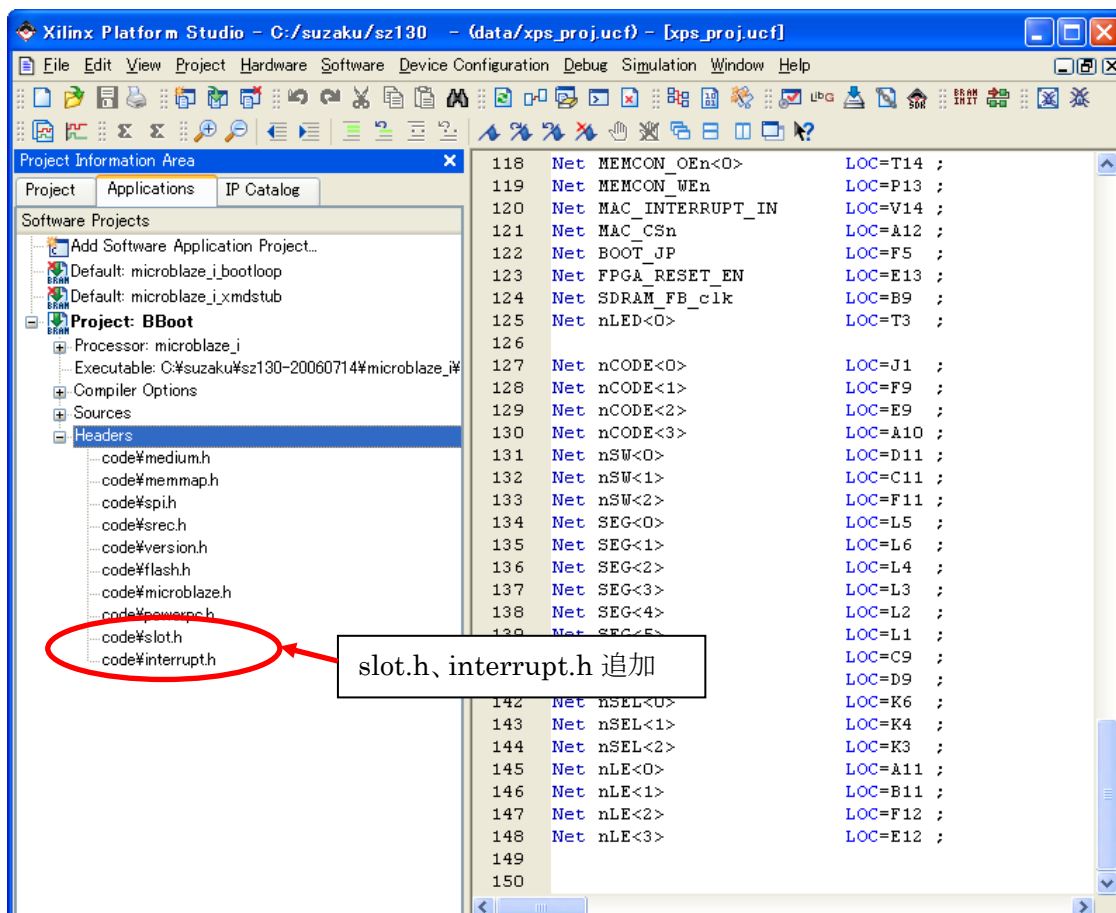 Xilinx Platform Studio - C:/suzaku/sz130 - (data/xps_proj.ucf) - [xps_proj.ucf]
File Edit View Project Hardware Software Device Configuration Debug Simulation Window Help
Project Information Area
Project Applications IP Catalog
Software Projects
Add Software Application Project...
Default: microblaze_i_bootloop
Default: microblaze_i_xmdstub
Project: BBoot
Processor: microblaze_i
Executable: C:¥suzaku¥sz130-20060714¥microblaze_i¥
Compiler Options
Sources
Headers
code¥medium.h
code¥memmap.h
code¥spi.h
code¥srec.h
code¥version.h
code¥flash.h
code¥microblaze.h
code¥powerpc.h
code¥slot.h
code¥interrupt.h
118 Net MEMCON_OEn<0> LOC=T14 ;
119 Net MEMCON_WEn LOC=P13 ;
120 Net MAC_INTERRUPT_IN LOC=V14 ;
121 Net MAC_CSn LOC=A12 ;
122 Net BOOT_JP LOC=F5 ;
123 Net FPGA_RESET_EN LOC=E13 ;
124 Net SDRAM_FB_clk LOC=B9 ;
125 Net nLED<0> LOC=T3 ;
126
127 Net nCODE<0> LOC=J1 ;
128 Net nCODE<1> LOC=F9 ;
129 Net nCODE<2> LOC=E9 ;
130 Net nCODE<3> LOC=A10 ;
131 Net nSW<0> LOC=D11 ;
132 Net nSW<1> LOC=C11 ;
133 Net nSW<2> LOC=F11 ;
134 Net SEG<0> LOC=L5 ;
135 Net SEG<1> LOC=L6 ;
136 Net SEG<2> LOC=L4 ;
137 Net SEG<3> LOC=L3 ;
138 Net SEG<4> LOC=L2 ;
139 Net SEG<5> LOC=L1 ;
LOC=C9 ;
LOC=D9 ;
142 Net nSEL<0> LOC=K6 ;
143 Net nSEL<1> LOC=K4 ;
144 Net nSEL<2> LOC=K3 ;
145 Net nLE<0> LOC=A11 ;
146 Net nLE<1> LOC=B11 ;
147 Net nLE<2> LOC=F12 ;
148 Net nLE<3> LOC=E12 ;
149
150
slot.h、interrupt.h 追加